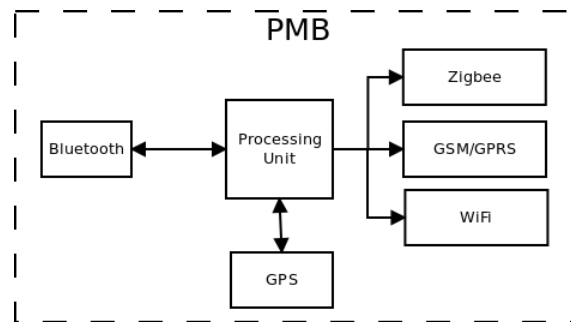 PMB
Zigbee
Bluetooth
Processing
Unit
GSM/GPRS
WiFi
GPS